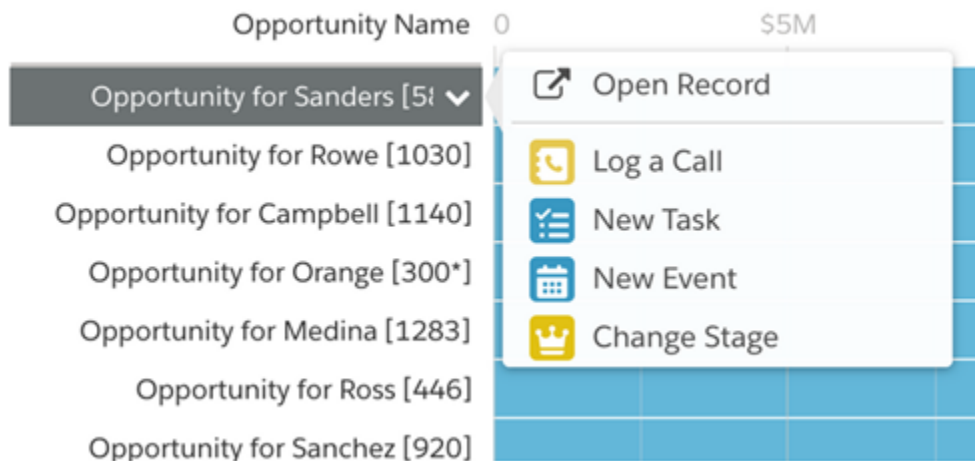 Opportunity Name 0 $5M
Opportunity for Sanders
Open Record
Opportunity for Rowe [1030]
Log a Call
Opportunity for Campbell [1140]
New Task
Opportunity for Orange [300*]
New Event
Opportunity for Medina [1283]
Change Stage
Opportunity for Ross [446]
Opportunity for Sanchez [920]